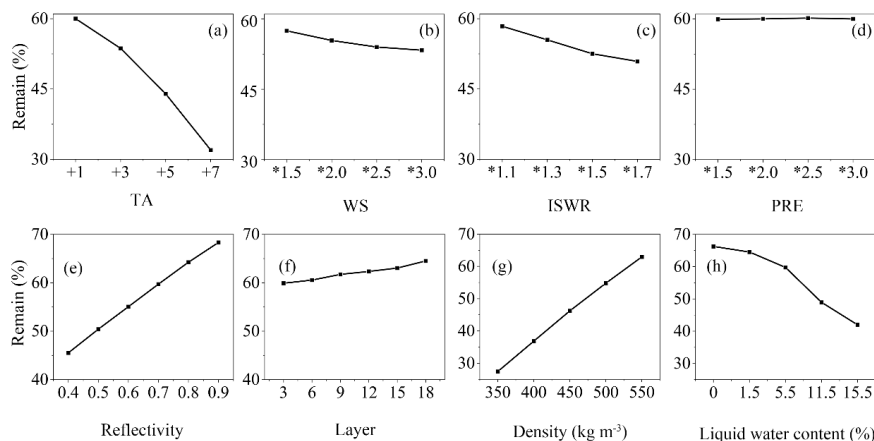 60
45
30
Remain (%)
(a)
+1 +3 +5 +7
TA
60
45
30
(b)
*1.5 *2.0 *2.5 *3.0
WS
60
45
30
(c)
*1.1 *1.3 *1.5 *1.7
ISWR
60
45
30
(d)
*1.5 *2.0 *2.5 *3.0
PRE
70
60
50
40
Remain (%)
(e)
0.4 0.5 0.6 0.7 0.8 0.9
Reflectivity
70
60
50
40
(f)
3 6 9 12 15 18
Layer
70
60
50
40
30
(g)
350 400 450 500 550
Density (kg m-3)
70
60
50
40
30
(h)
0 1.5 5.5 11.5 15.5
Liquid water content (%)